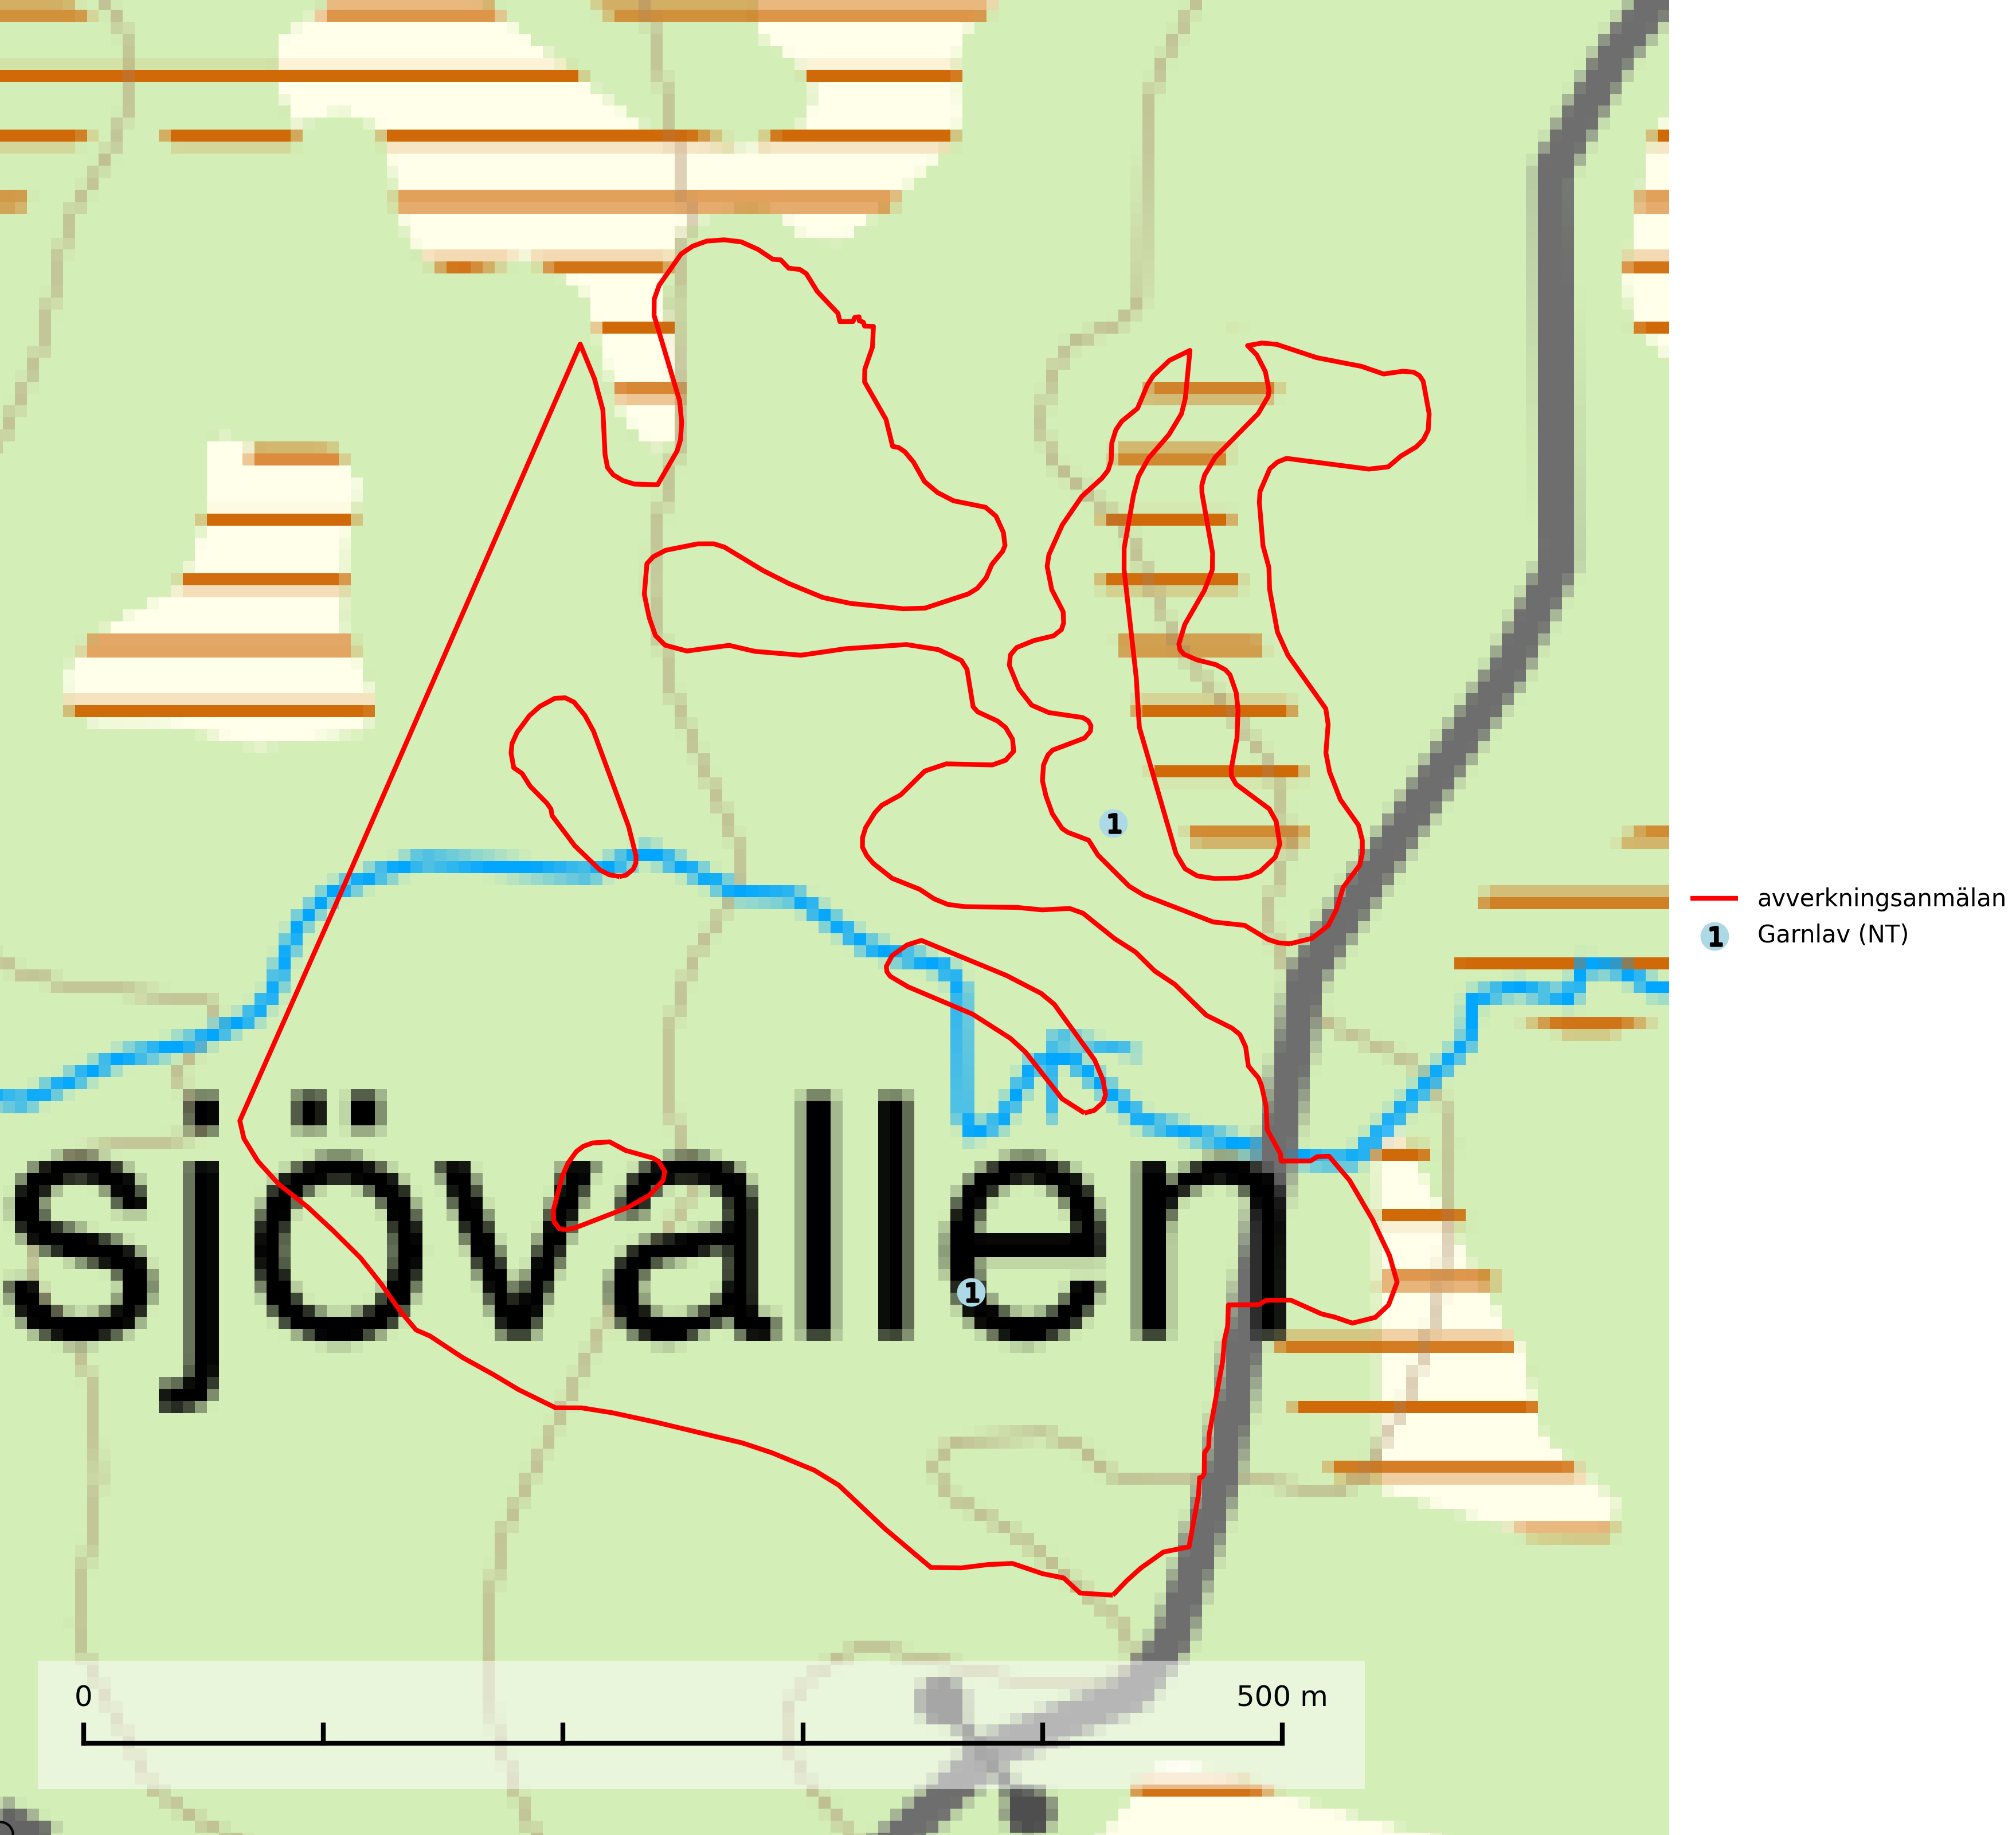 1
sjövallen
1
0 500 m
avverkningsanmälan
1 Garnlav (NT)